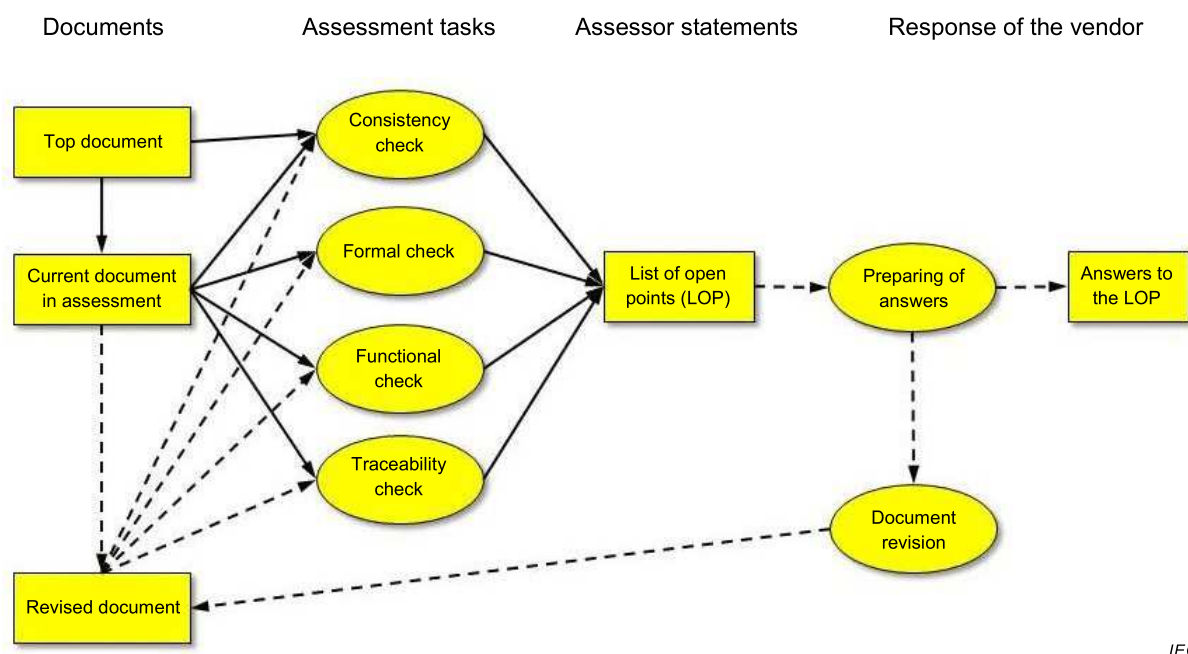 Documents
Assessment tasks
Assessor statements
Response of the vendor
Top document
Consistency
check
Current document
in assessment
Formal check
List of open
points (LOP)
Preparing of
answers
Answers to
the LOP
Functional
check
Traceability
check
Document
revision
Revised document